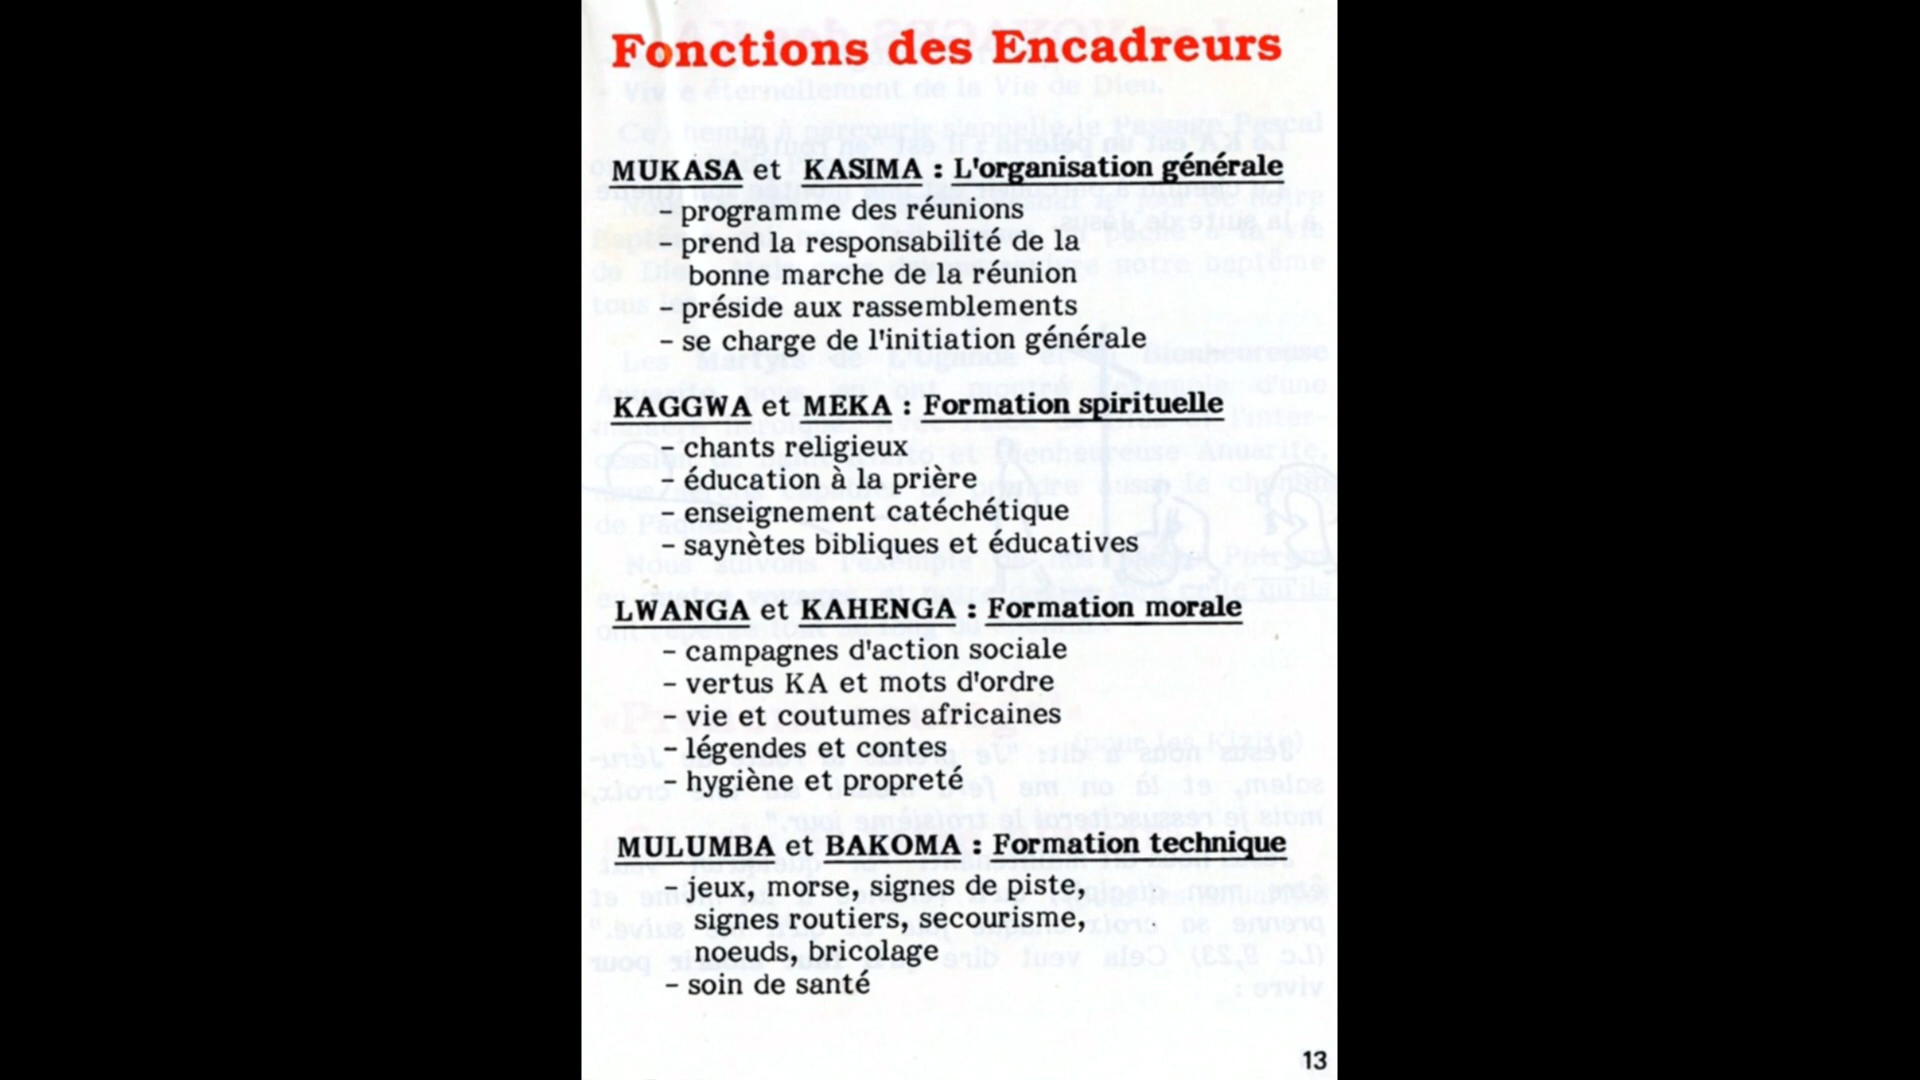 Fonctions des Encadreurs
MUKASA et KASIMA : L'organisation générale
- programme des réunions
- prend la responsabilité de la
bonne marche de la réunion
- préside aux rassemblements
- se charge de l'initiation générale
KAGGWA et MEKA : Formation spirituelle
- chants religieux
- éducation à la prière
- enseignement catéchétique
- saynètes bibliques et éducatives
LWANGA et KAHENGA : Formation morale
- campagnes d'action sociale
- vertus KA et mots d'ordre
- vie et coutumes africaines
- légendes et contes
- hygiène et propreté
MULUMBA et BAKOMA : Formation technique
- jeux, morse, signes de piste,
signes routiers, secourisme,
noeuds, bricolage
- soin de santé
13